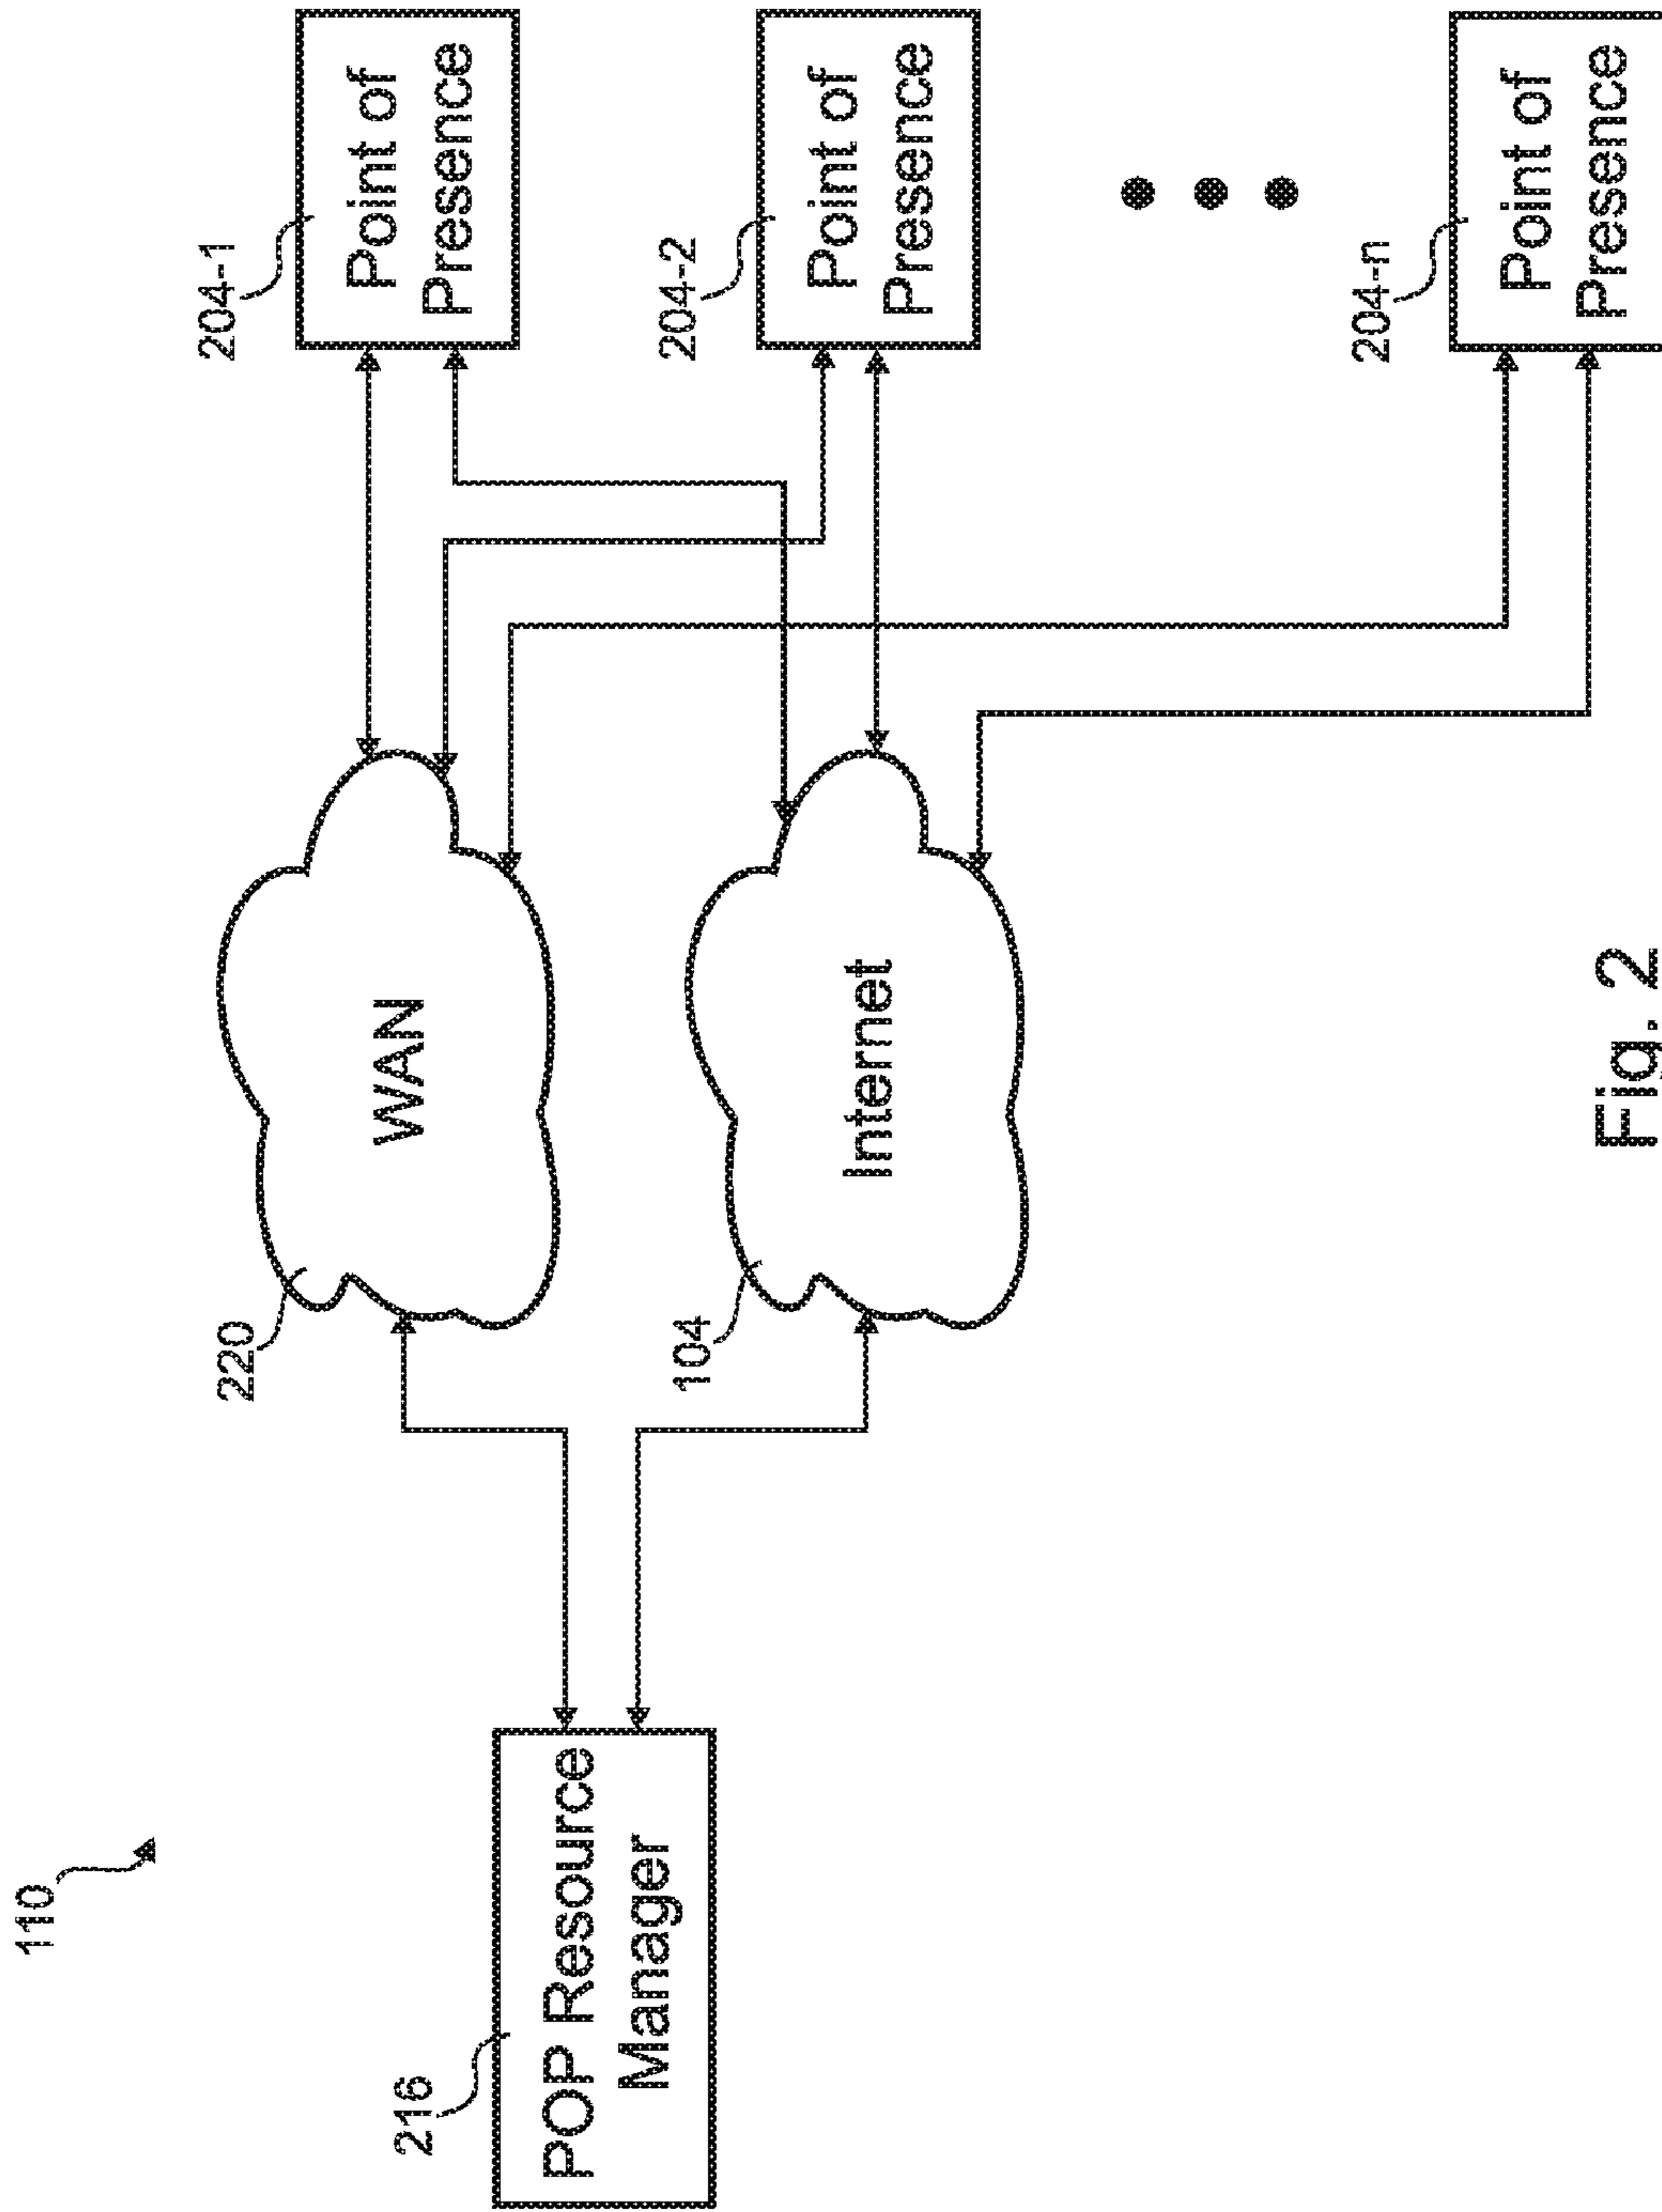 110
204-1
Point of
Presence
220
WAN
216
POP Resource
Manager
204-2
Point of
Presence
104
Internet
204-n
Point of
Presence
Fig. 2